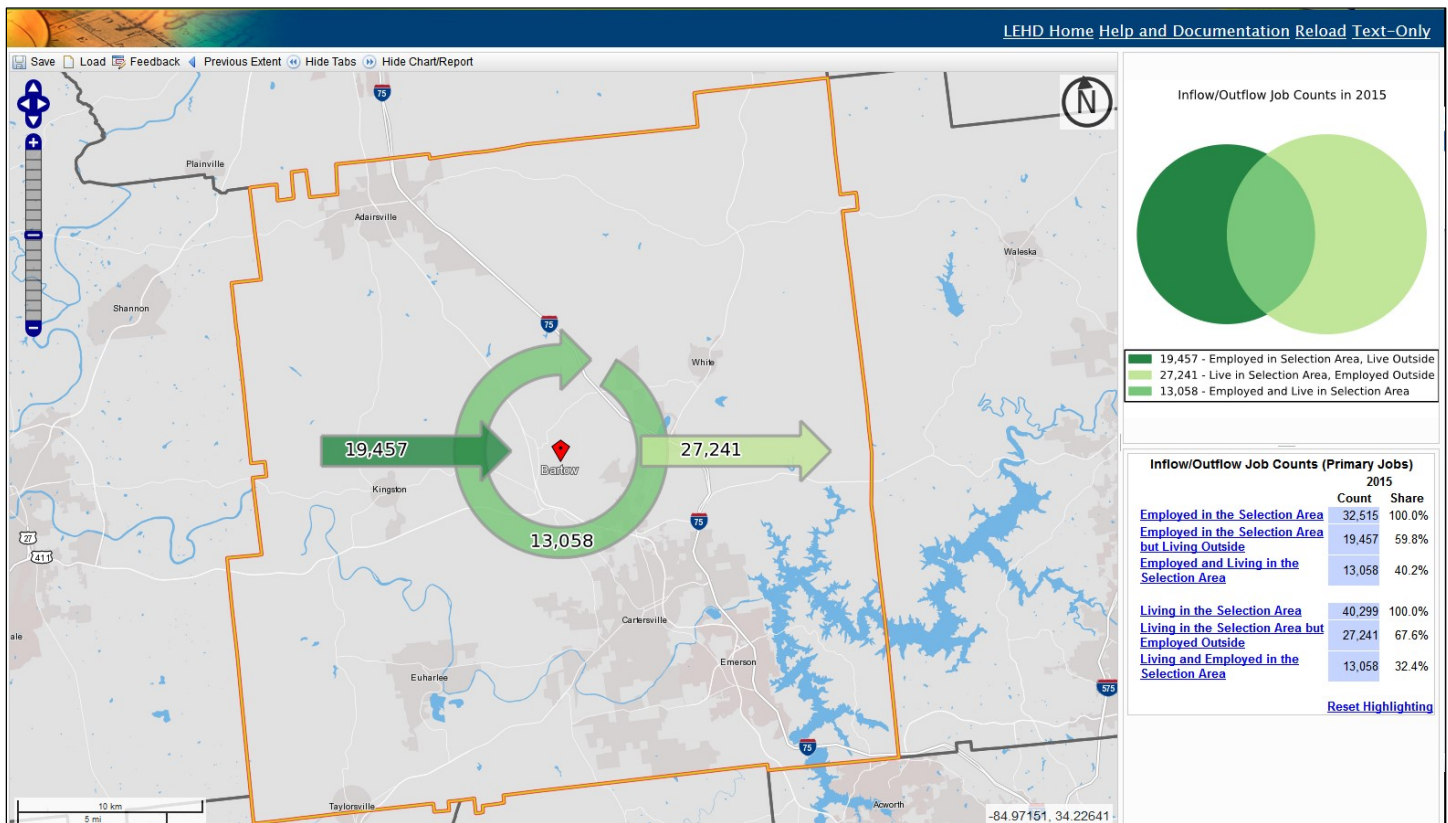 LEHD Home Help and Documentation Reload Text-Only
Save Load Feedback Previous Extent Hide Tabs Hide Chart/Report
N
75
Plainville
Adairsville
Waleska
Shannon
75
White
19,457
27,241
Bartow
Kingston
75
27
411
13,058
Cartersville
ale
Emerson
Euharlee
575
75
10 km
5 mi
Taylorsville
Acworth
-84.97151, 34.22641
Inflow/Outflow Job Counts in 2015
19,457 - Employed in Selection Area, Live Outside
27,241 - Live in Selection Area, Employed Outside
13,058 - Employed and Live in Selection Area
Inflow/Outflow Job Counts (Primary Jobs)
2015
Count Share
Employed in the Selection Area 32,515 100.0%
Employed in the Selection Area
but Living Outside 19,457 59.8%
Employed and Living in the
Selection Area 13,058 40.2%
Living in the Selection Area 40,299 100.0%
Living in the Selection Area but
Employed Outside 27,241 67.6%
Living and Employed in the
Selection Area 13,058 32.4%
Reset Highlighting